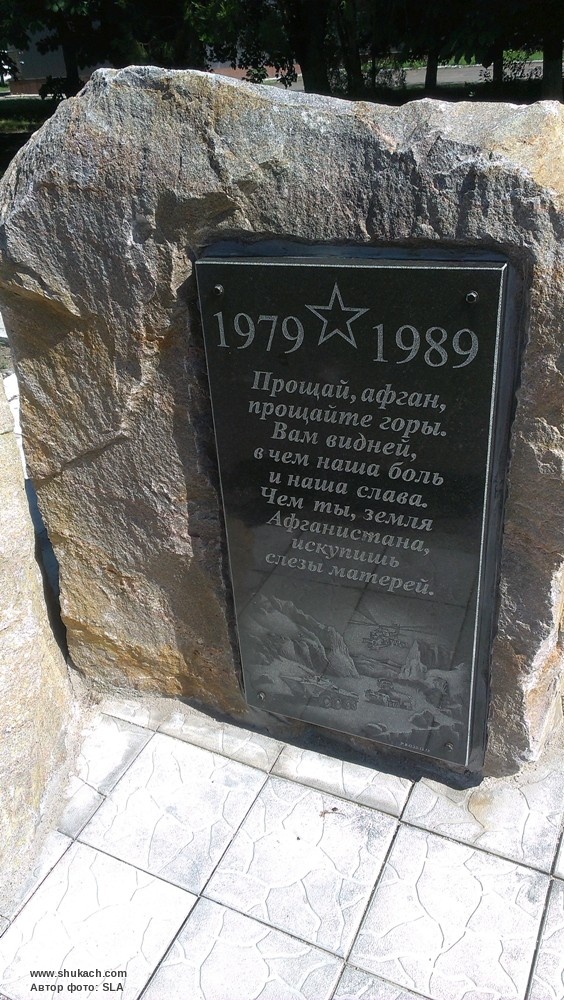 1979 1989
Прощай, афган,
прощайте горы.
Вам видней,
в чем наша боль
и наша слава.
Чем ты, земля
Афганистана,
искупишь
слезы матерей.
www.shukach.com
Автор фото: SLA